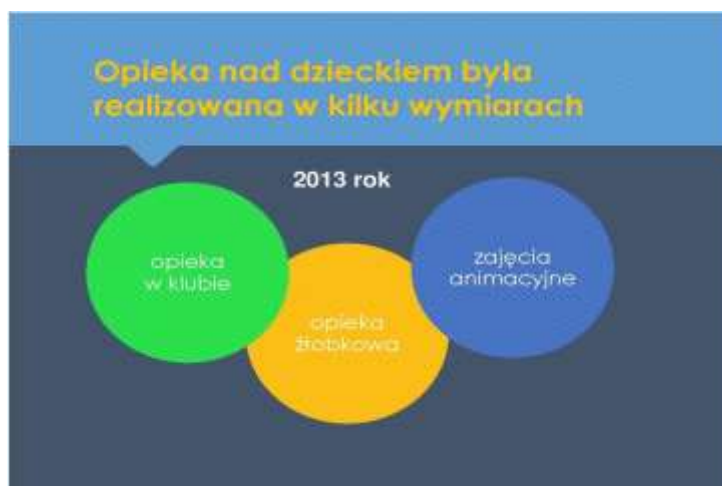 Opieka nad dzieckiem była
realizowana w kilku wymiarach
2013 rok
opieka
w klubie
opieka
żłobkowa
zajęcia
animacyjne